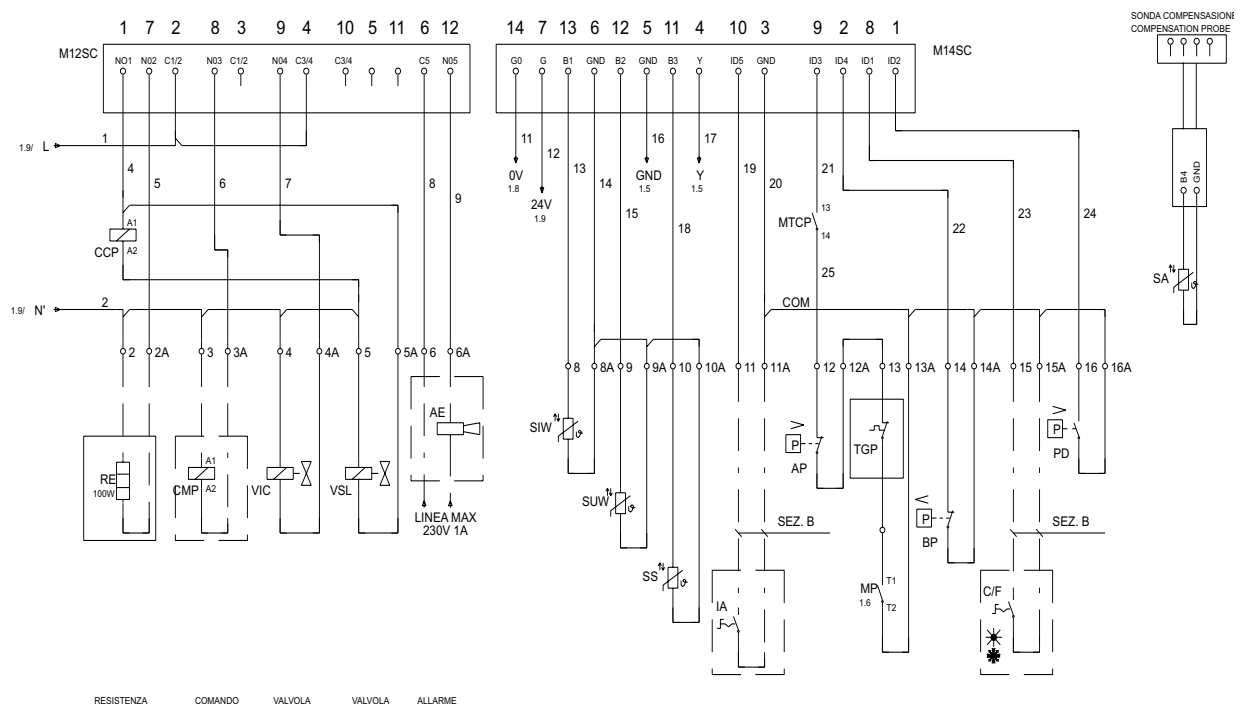 1 7 2 8 3 9 4 10 5 11 6 12
14 7 13 6 12 5 11 4 10 3 9 2 8 1
SONDA COMPENSAZIONE
COMPENSATION PROBE
M12SC
M14SC
NO1 N02 C1/2 N03 C1/2 N04 C3/4 C3/4 C5 N05
G0 G B1 GND B2 GND B3 Y ID5 GND ID3 ID4 ID1 ID2
1.9/ L
1
4 5 6 7 8 9
11 12 13 14 15 16 17 18 19 20 21 22 23 24
0V
1.8
24V
1.9
GND
1.5
Y
1.5
B4
GND
SA
ϑ
MTCP
13
14
25
CCP
A1
A2
1.9/ N'
2
COM
2 2A 3 3A 4 4A 5 5A 6 6A
8 8A 9 9A 10 10A 11 11A 12 12A 13 13A 14 14A 15 15A 16 16A
RE
100W
CMP
A1
A2
VIC
VSL
AE
LINEA MAX
230V 1A
SIW
ϑ
SUW
ϑ
SS
ϑ
IA
SEZ. B
P
AP
TGP
MP
1.6
T1
T2
P
BP
C/F
SEZ. B
P
PD
RESISTENZA COMANDO VALVOLA VALVOLA ALLARME